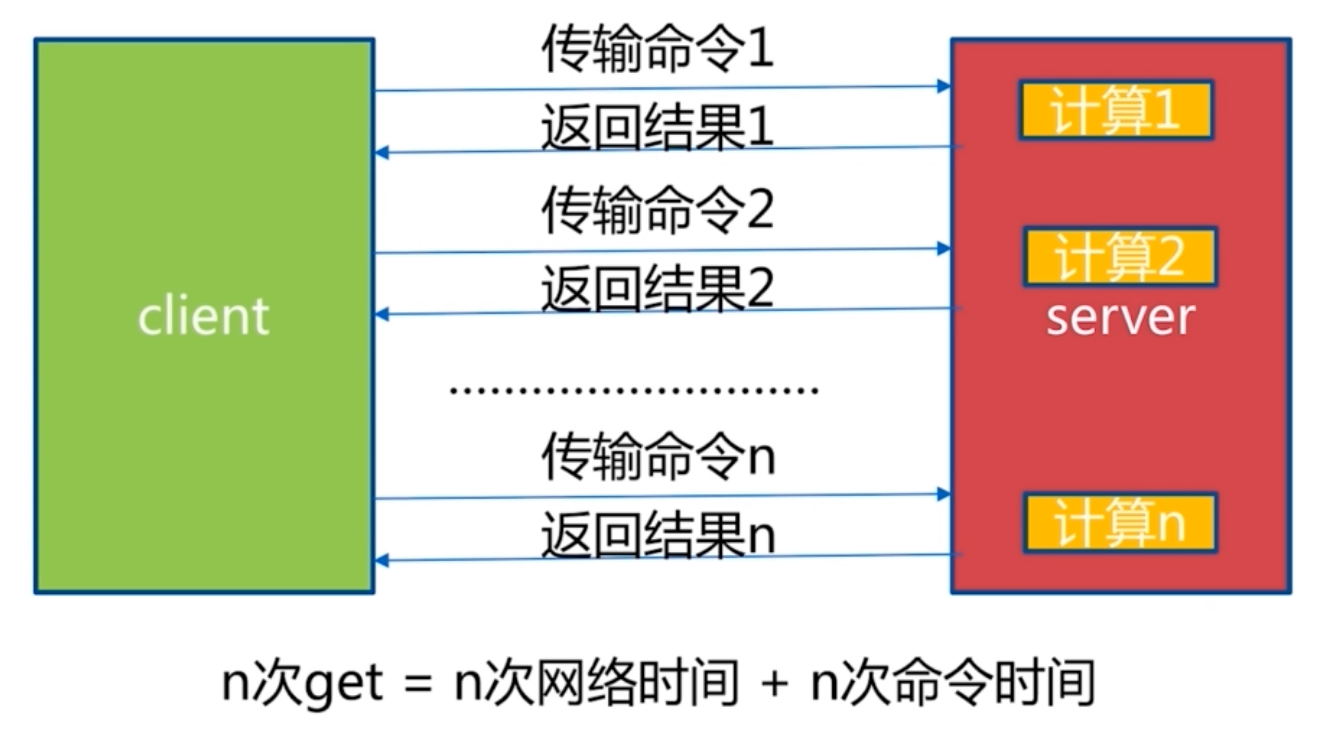 传输命令1
计算1
返回结果1
传输命令2
计算2
返回结果2
client
server
...........................
传输命令n
计算n
返回结果n
n次get = n次网络时间 + n次命令时间